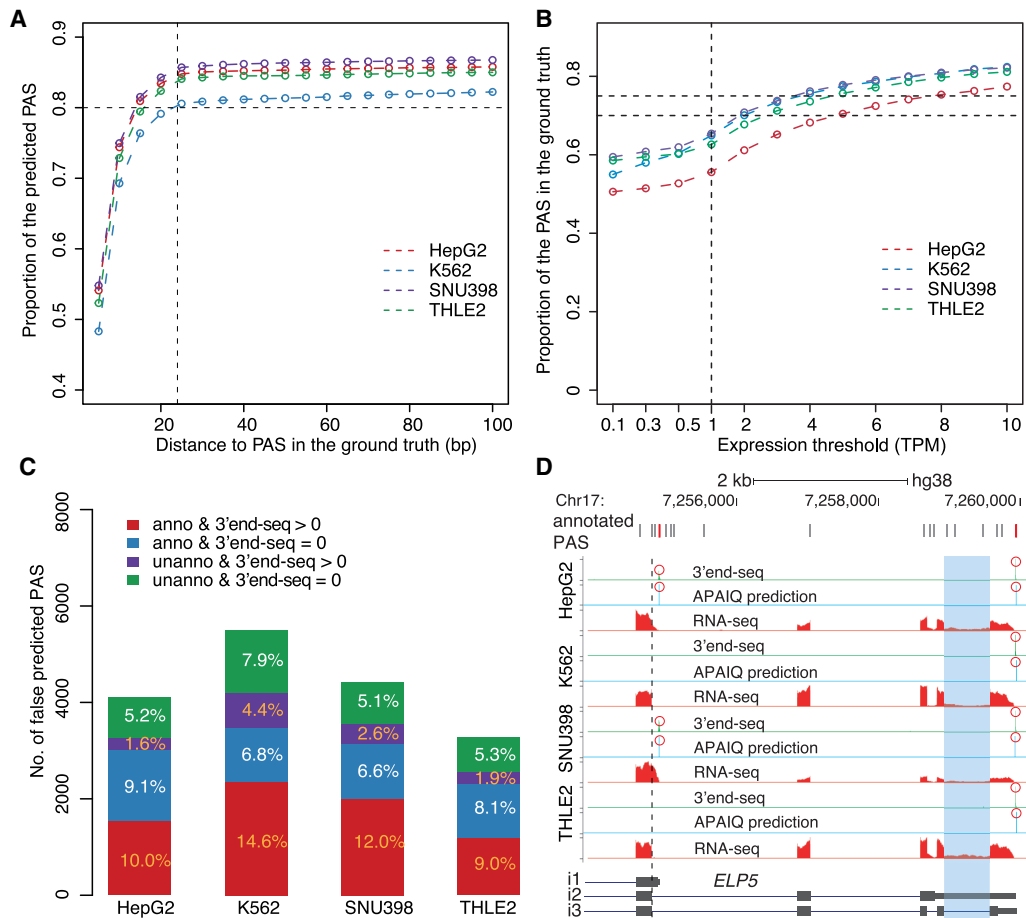 A
Proportion of the predicted PAS
0.9
0.8
0.7
0.6
0.5
0.4
HepG2
K562
SNU398
THLE2
20 40 60 80 100
Distance to PAS in the ground truth (bp)
B
Proportion of the PAS in the ground truth
0.8
0.6
0.4
0.2
0
HepG2
K562
SNU398
THLE2
0.1 0.3 0.5 1 2 4 6 8 10
Expression threshold (TPM)
C
No. of false predicted PAS
8000
6000
4000
2000
0
anno & 3'end-seq > 0
anno & 3'end-seq = 0
unanno & 3'end-seq > 0
unanno & 3'end-seq = 0
5.2%
1.6%
9.1%
10.0%
7.9%
4.4%
6.8%
14.6%
5.1%
2.6%
6.6%
12.0%
5.3%
1.9%
8.1%
9.0%
HepG2 K562 SNU398 THLE2
D
2 kb hg38
Chr17: 7,256,000 7,258,000 7,260,000
annotated
PAS
HepG2
3'end-seq
APAIQ prediction
RNA-seq
K562
3'end-seq
APAIQ prediction
RNA-seq
SNU398
3'end-seq
APAIQ prediction
RNA-seq
THLE2
3'end-seq
APAIQ prediction
RNA-seq
i1 ELP5
i2
i3